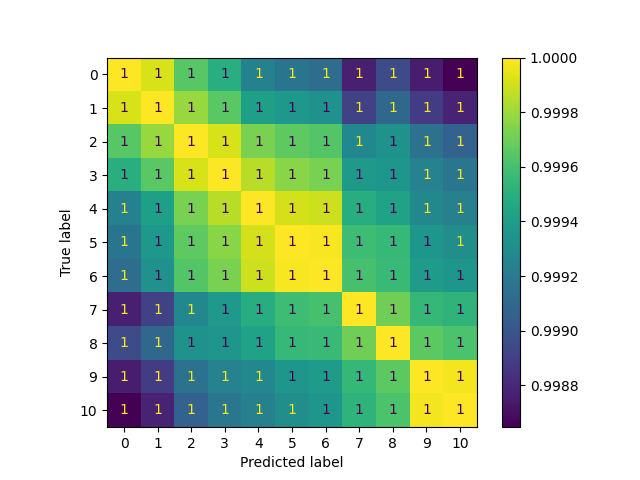 0 1 1 1 1 1 1 1 1 1 1 1
1 1 1 1 1 1 1 1 1 1 1 1
2 1 1 1 1 1 1 1 1 1 1 1
3 1 1 1 1 1 1 1 1 1 1 1
4 1 1 1 1 1 1 1 1 1 1 1
5 1 1 1 1 1 1 1 1 1 1 1
6 1 1 1 1 1 1 1 1 1 1 1
7 1 1 1 1 1 1 1 1 1 1 1
8 1 1 1 1 1 1 1 1 1 1 1
9 1 1 1 1 1 1 1 1 1 1 1
10 1 1 1 1 1 1 1 1 1 1 1
0 1 2 3 4 5 6 7 8 9 10
True label
Predicted label
1.0000
0.9998
0.9996
0.9994
0.9992
0.9990
0.9988